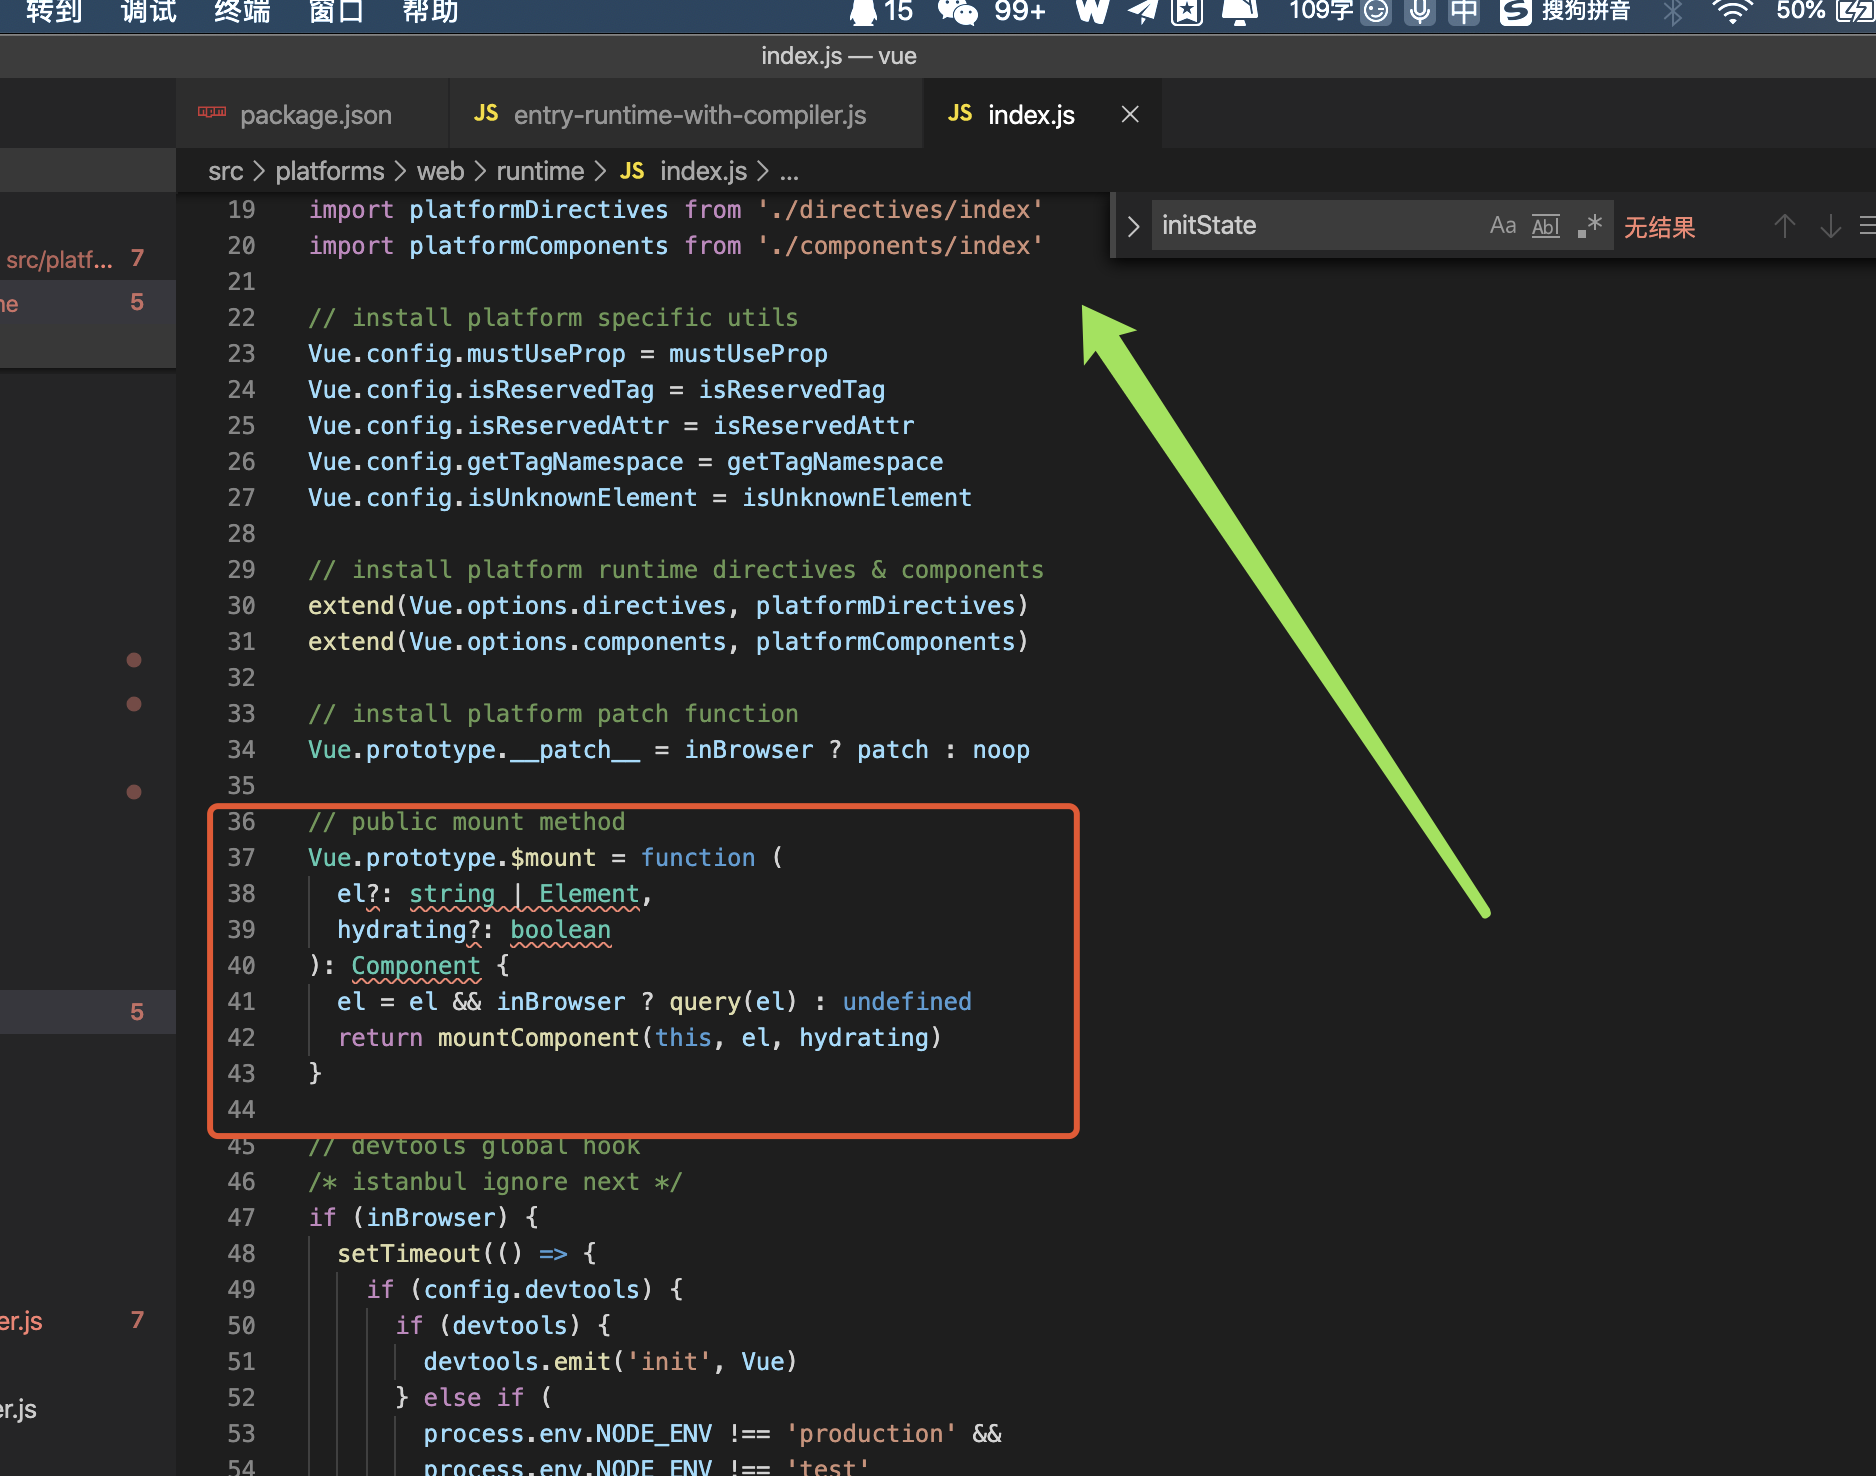 转到 调试 终端 窗口 帮助 15 99+ 109字 中 搜狗拼音 50%
index.js — vue
package.json JS entry-runtime-with-compiler.js JS index.js
src > platforms > web > runtime > JS index.js > ...
initState Aa Abl .* 无结果
src/platf... 7
5
5
er.js 7
er.js
19 import platformDirectives from './directives/index'
20 import platformComponents from './components/index'
21
22 // install platform specific utils
23 Vue.config.mustUseProp = mustUseProp
24 Vue.config.isReservedTag = isReservedTag
25 Vue.config.isReservedAttr = isReservedAttr
26 Vue.config.getTagNamespace = getTagNamespace
27 Vue.config.isUnknownElement = isUnknownElement
28
29 // install platform runtime directives & components
30 extend(Vue.options.directives, platformDirectives)
31 extend(Vue.options.components, platformComponents)
32
33 // install platform patch function
34 Vue.prototype.__patch__ = inBrowser ? patch : noop
35
36 // public mount method
37 Vue.prototype.$mount = function (
38 el?: string | Element,
39 hydrating?: boolean
40 ): Component {
41 el = el && inBrowser ? query(el) : undefined
42 return mountComponent(this, el, hydrating)
43 }
44
45 // devtools global hook
46 /* istanbul ignore next */
47 if (inBrowser) {
48 setTimeout(() => {
49 if (config.devtools) {
50 if (devtools) {
51 devtools.emit('init', Vue)
52 } else if (
53 process.env.NODE_ENV !== 'production' &&
54 process.env.NODE_ENV !== 'test'